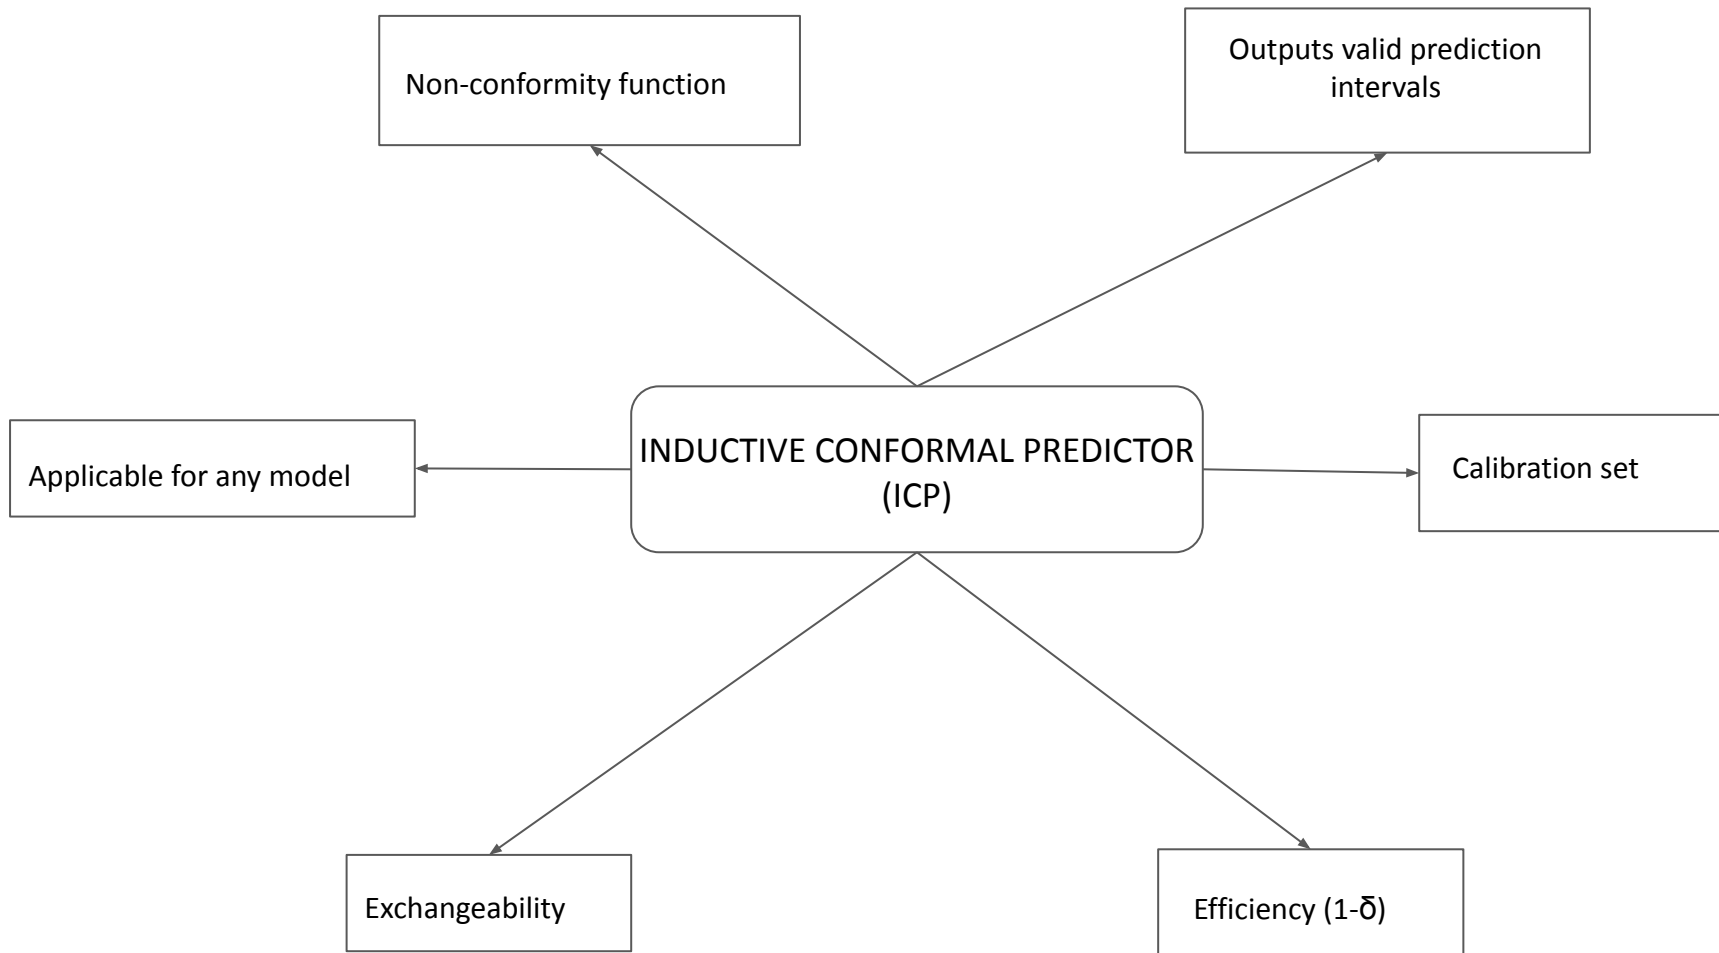 Non-conformity function
Outputs valid prediction
intervals
INDUCTIVE CONFORMAL PREDICTOR
(ICP)
Applicable for any model
Calibration set
Exchangeability
Efficiency (1-δ)